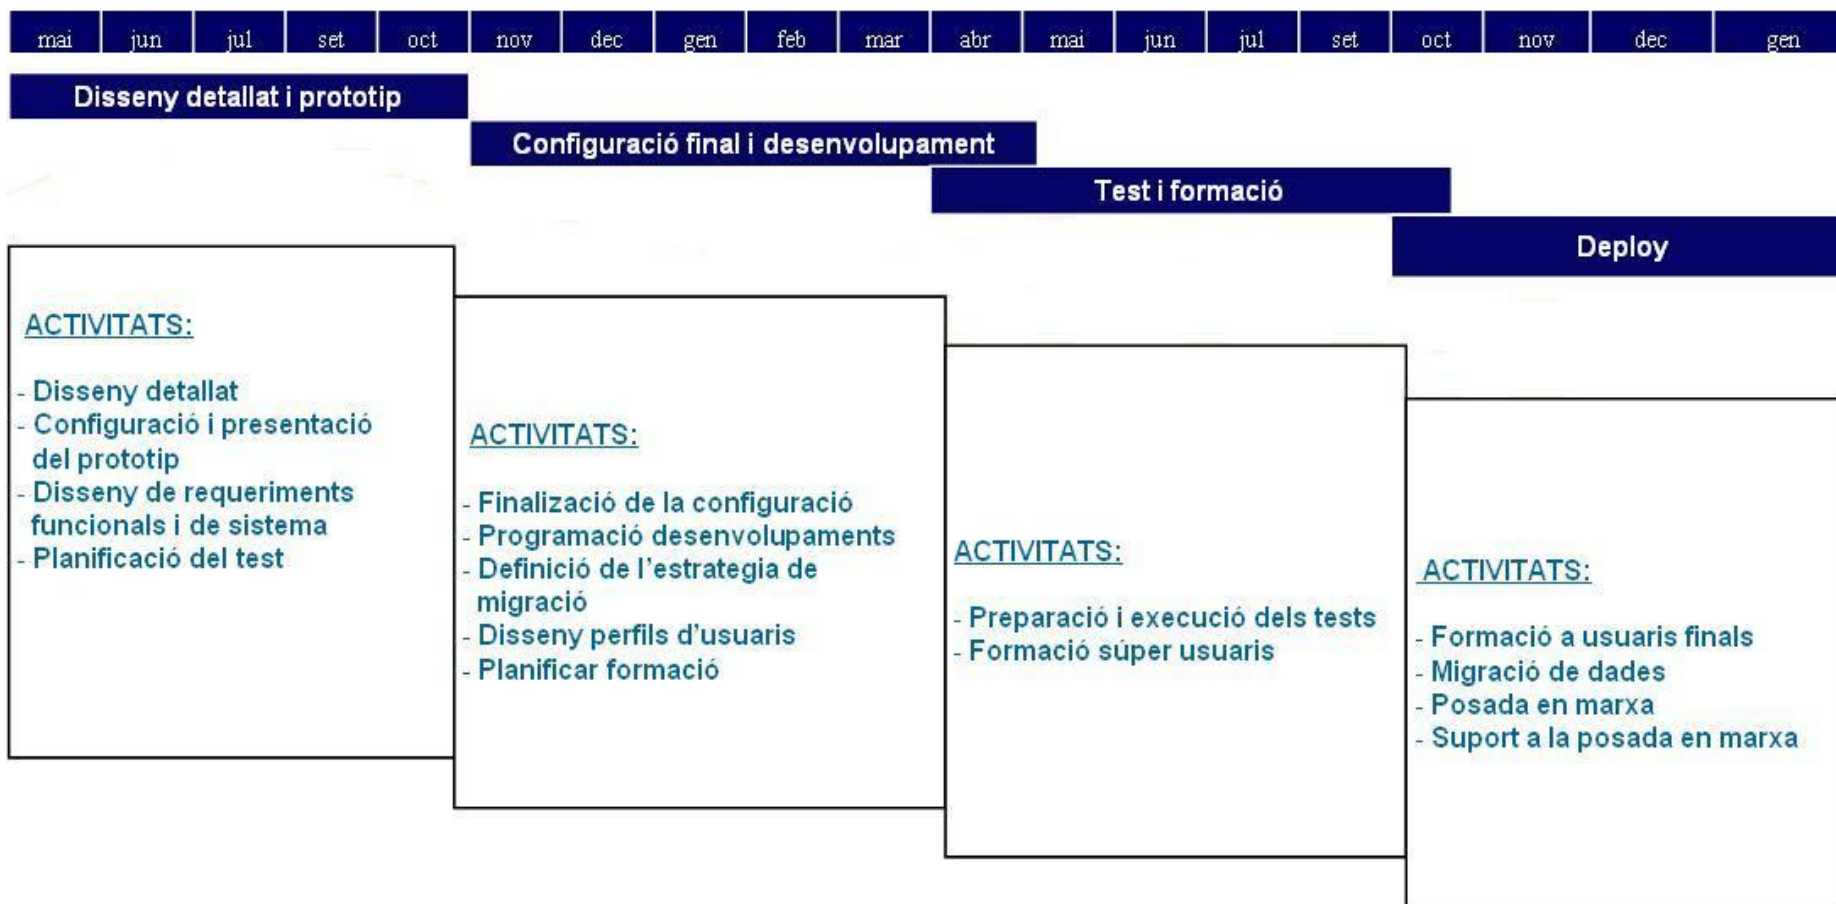 mai jun jul set oct nov dec gen feb mar abr mai jun jul set oct nov dec gen
Disseny detallat i prototip
Configuració final i desenvolupament
Test i formació
Deploy
ACTIVITATS:
- Disseny detallat
- Configuració i presentació
del prototip
- Disseny de requeriments
funcionals i de sistema
- Planificació del test
ACTIVITATS:
- Finalizació de la configuració
- Programació desenvolupaments
- Definició de l'estrategia de
migració
- Disseny perfils d'usuaris
- Planificar formació
ACTIVITATS:
- Preparació i execució dels tests
- Formació súper usuaris
ACTIVITATS:
- Formació a usuaris finals
- Migració de dades
- Posada en marxa
- Suport a la posada en marxa